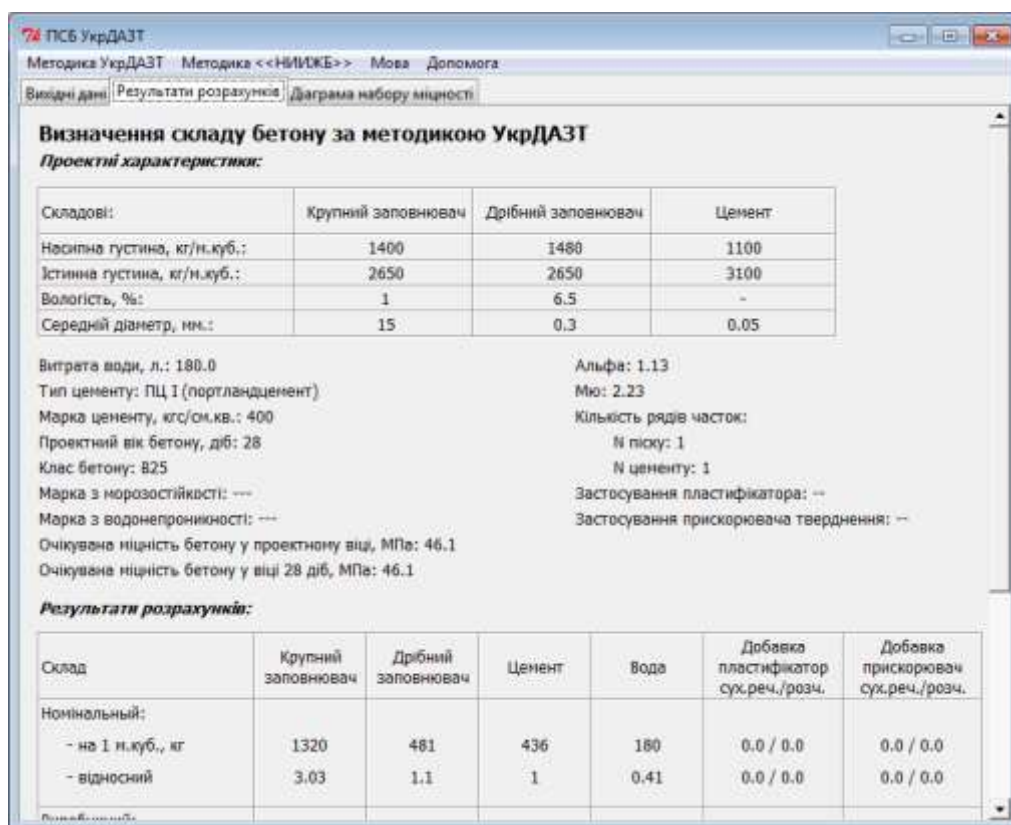 ПСБ УкрДАЗТ
Методика УкрДАЗТ Методика <<НИИЖБ>> Мова Допомога
Вихідні дані Результати розрахунків Діаграма набору міцності
Визначення складу бетону за методикою УкрДАЗТ
Проектні характеристики:
Складові: Крупний заповнювач Дрібний заповнювач Цемент
Насипна густина, кг/м.куб.: 1400 1480 1100
Істинна густина, кг/м.куб.: 2650 2650 3100
Вологість, %: 1 6.5 -
Середній діаметр, мм.: 15 0.3 0.05
Витрата води, л.: 180.0 Альфа: 1.13
Тип цементу: ПЦ І (портландцемент) Мю: 2.23
Марка цементу, кгс/см.кв.: 400 Кількість рядів часток:
Проектний вік бетону, діб: 28 N піску: 1
Клас бетону: В25 N цементу: 1
Марка з морозостійкості: --- Застосування пластифікатора: --
Марка з водонепроникності: --- Застосування прискорювача тверднення: --
Очікувана міцність бетону у проектному віці, МПа: 46.1
Очікувана міцність бетону у віці 28 діб, МПа: 46.1
Результати розрахунків:
Склад Крупний заповнювач Дрібний заповнювач Цемент Вода Добавка пластифікатор сух.реч./розч. Добавка прискорювач сух.реч./розч.
Номінальный:
- на 1 м.куб., кг 1320 481 436 180 0.0 / 0.0 0.0 / 0.0
- відносний 3.03 1.1 1 0.41 0.0 / 0.0 0.0 / 0.0